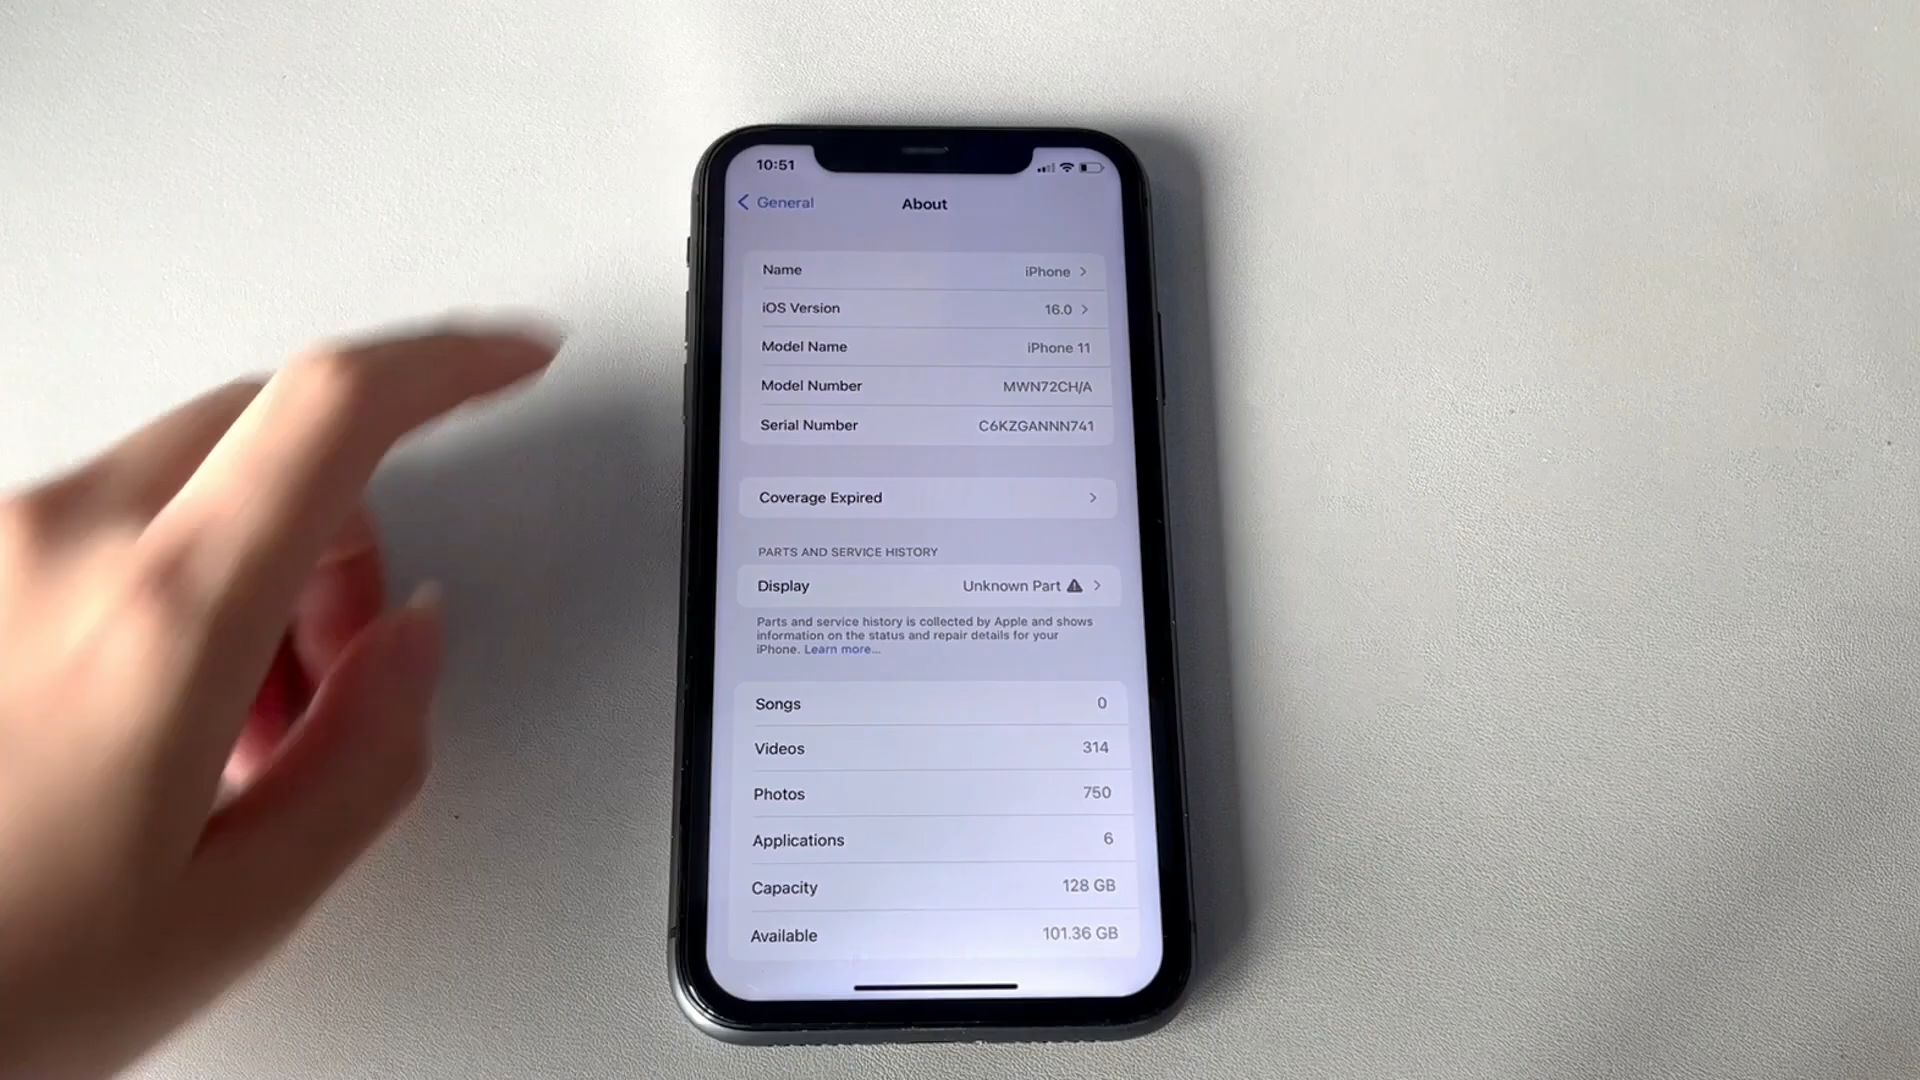 10:51
General
About
Name iPhone
iOS Version 16.0
Model Name iPhone 11
Model Number MWN72CH/A
Serial Number C6KZGANNN741
Coverage Expired
PARTS AND SERVICE HISTORY
Display Unknown Part
Parts and service history is collected by Apple and shows
information on the status and repair details for your
iPhone. Learn more...
Songs 0
Videos 314
Photos 750
Applications 6
Capacity 128 GB
Available 101.36 GB